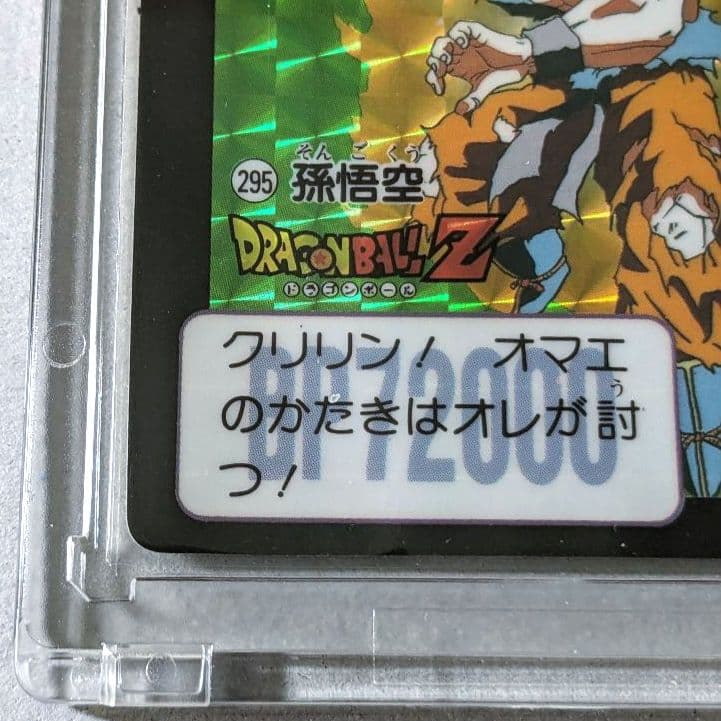 そんごくう
295 孫悟空
DRAGON BALL Z
ドラゴンボール
BP72000
クリリン! オマエ
のかたきはオレが討
う
つ!